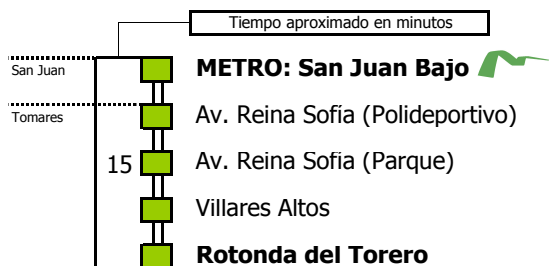 Tiempo aproximado en minutos
San Juan
METRO: San Juan Bajo
Tomares
Av. Reina Sofía (Polideportivo)
15
Av. Reina Sofia (Parque)
Villares Altos
Rotonda del Torero